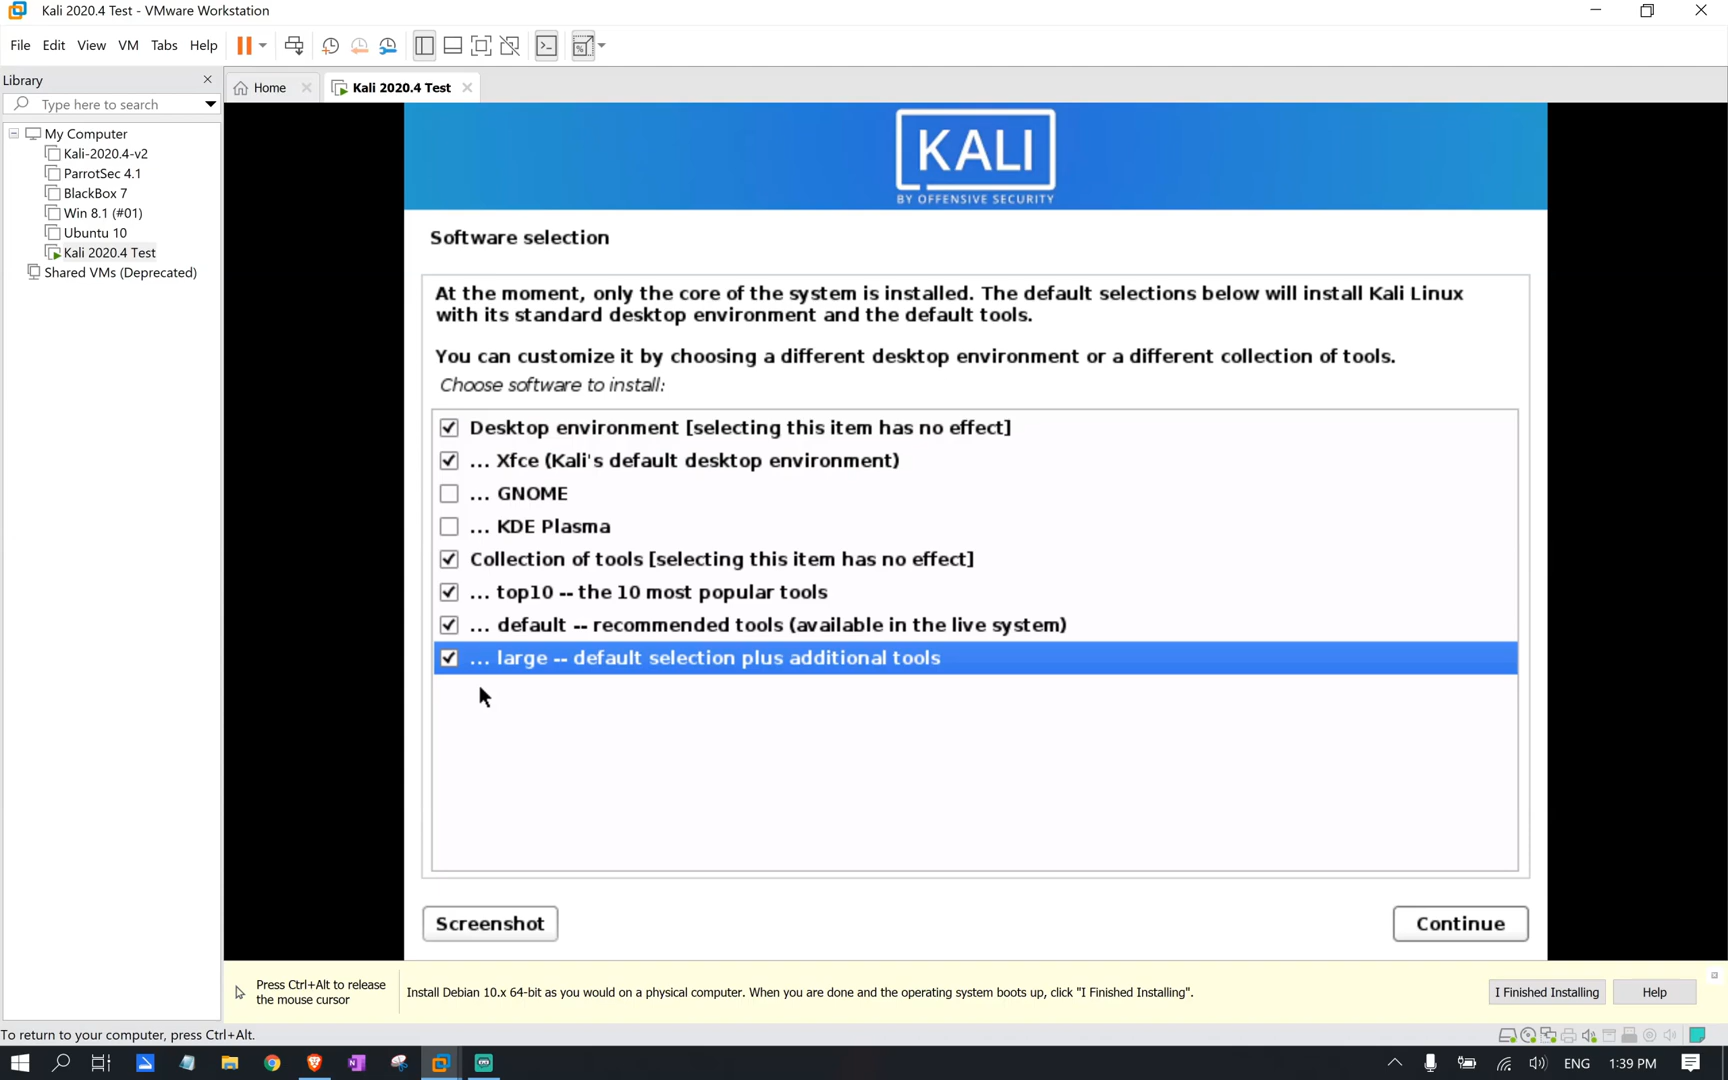 Kali 2020.4 Test - VMware Workstation
File Edit View VM Tabs Help
Library
Type here to search
Home
Kali 2020.4 Test
My Computer
Kali-2020.4-v2
ParrotSec 4.1
BlackBox 7
Win 8.1 (#01)
Ubuntu 10
Kali 2020.4 Test
Shared VMs (Deprecated)
KALI
BY OFFENSIVE SECURITY
Software selection
At the moment, only the core of the system is installed. The default selections below will install Kali Linux
with its standard desktop environment and the default tools.
You can customize it by choosing a different desktop environment or a different collection of tools.
Choose software to install:
Desktop environment [selecting this item has no effect]
... Xfce (Kali's default desktop environment)
... GNOME
... KDE Plasma
Collection of tools [selecting this item has no effect]
... top10 -- the 10 most popular tools
... default -- recommended tools (available in the live system)
... large -- default selection plus additional tools
Screenshot
Continue
Press Ctrl+Alt to release
the mouse cursor
Install Debian 10.x 64-bit as you would on a physical computer. When you are done and the operating system boots up, click "I Finished Installing".
I Finished Installing
Help
To return to your computer, press Ctrl+Alt.
ENG
1:39 PM